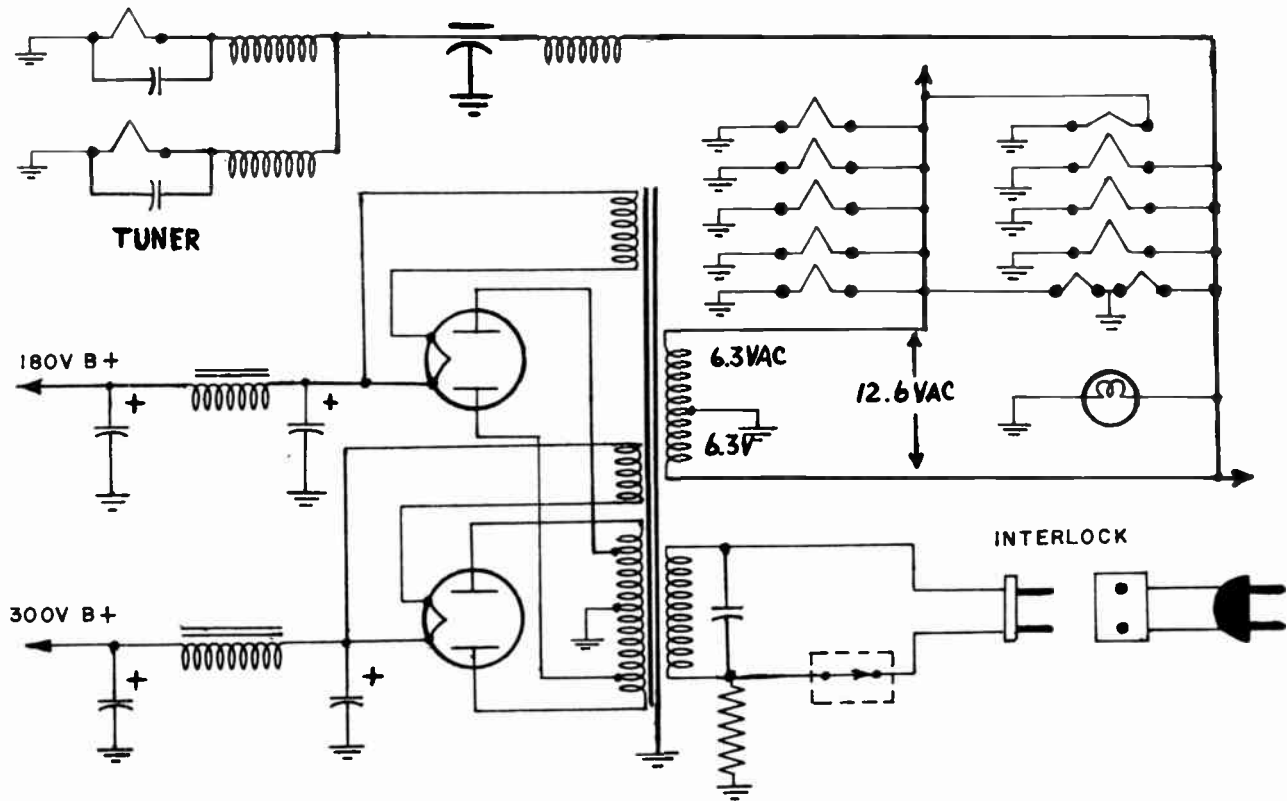 TUNER
180V B+
+
+
6.3VAC
12.6VAC
6.3V
INTERLOCK
300V B+
+
+